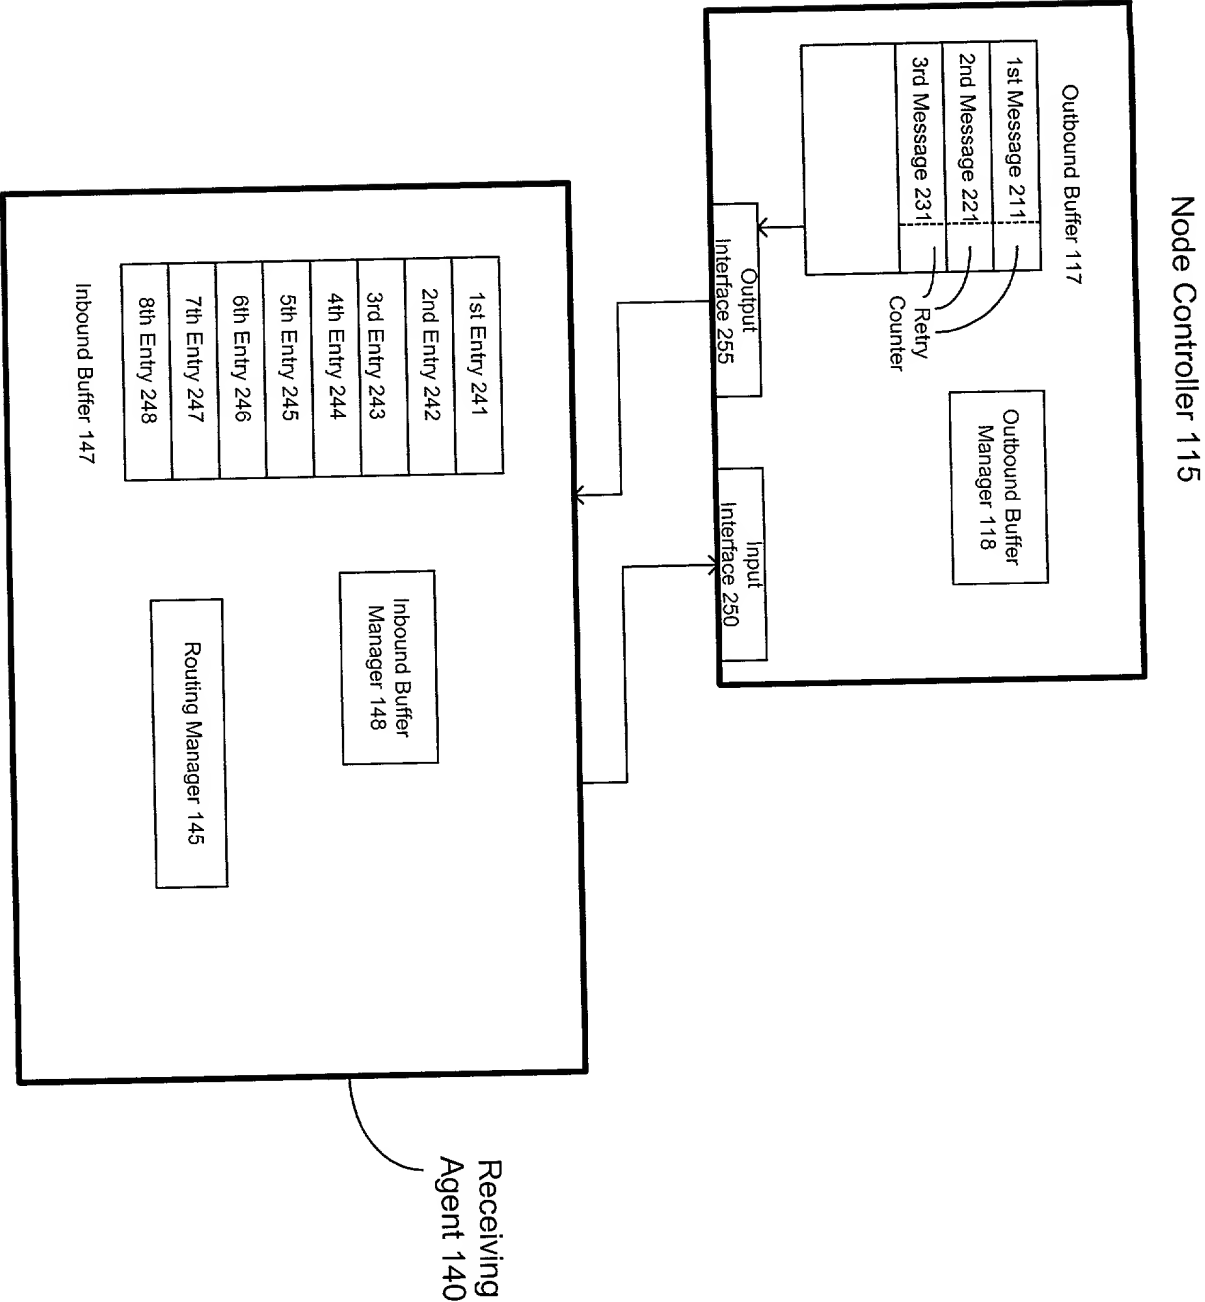 Node Controller 115
Outbound Buffer 117
1st Message 211
2nd Message 221
3rd Message 231
Retry
Counter
Outbound Buffer
Manager 118
Output
Interface 255
Input
Interface 250
1st Entry 241
2nd Entry 242
3rd Entry 243
4th Entry 244
5th Entry 245
6th Entry 246
7th Entry 247
8th Entry 248
Inbound Buffer 147
Inbound Buffer
Manager 148
Routing Manager 145
Receiving
Agent 140